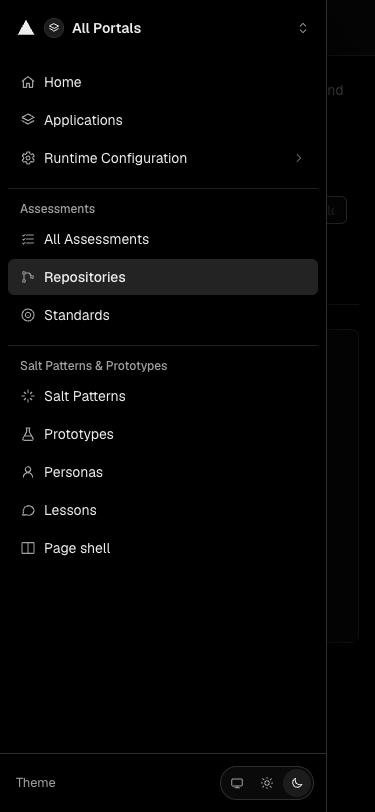 All Portals
Home
Applications
Runtime Configuration
Assessments
All Assessments
Repositories
Standards
Salt Patterns & Prototypes
Salt Patterns
Prototypes
Personas
Lessons
Page shell
Theme